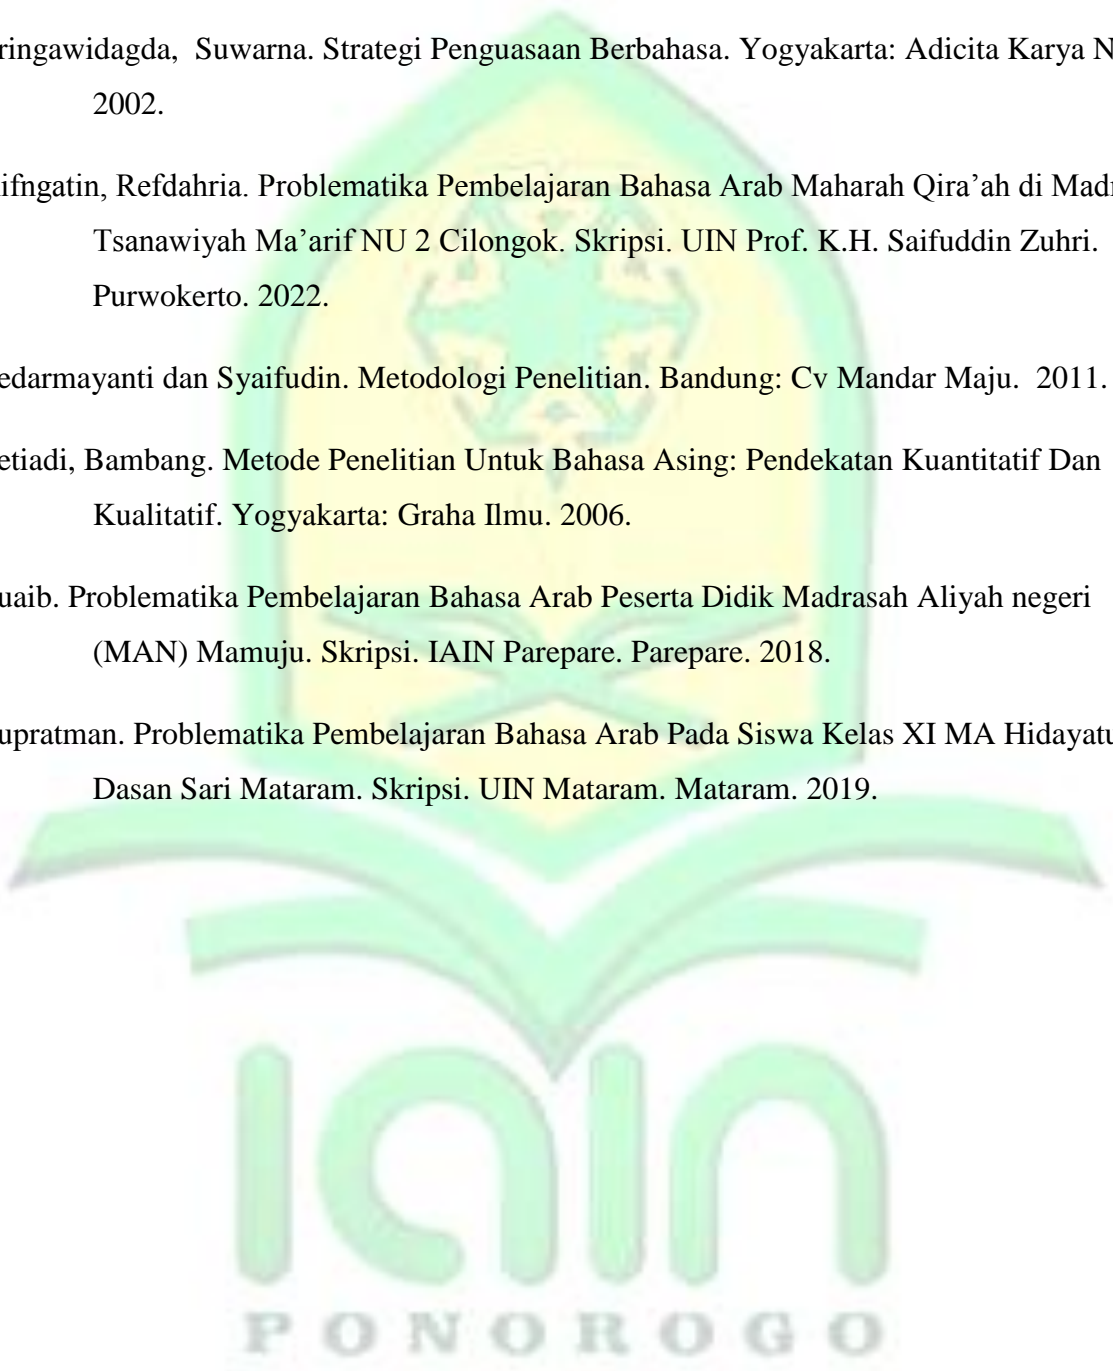 ringawidagda, Suwarna. Strategi Penguasaan Berbahasa. Yogyakarta: Adicita Karya N
2002.
ifngatin, Refdahria. Problematika Pembelajaran Bahasa Arab Maharah Qira’ah di Madr
Tsanawiyah Ma’arif NU 2 Cilongok. Skripsi. UIN Prof. K.H. Saifuddin Zuhri.
Purwokerto. 2022.
edarmayanti dan Syaifudin. Metodologi Penelitian. Bandung: Cv Mandar Maju. 2011.
etiadi, Bambang. Metode Penelitian Untuk Bahasa Asing: Pendekatan Kuantitatif Dan
Kualitatif. Yogyakarta: Graha Ilmu. 2006.
uaib. Problematika Pembelajaran Bahasa Arab Peserta Didik Madrasah Aliyah negeri
(MAN) Mamuju. Skripsi. IAIN Parepare. Parepare. 2018.
upratman. Problematika Pembelajaran Bahasa Arab Pada Siswa Kelas XI MA Hidayatu
Dasan Sari Mataram. Skripsi. UIN Mataram. Mataram. 2019.
iain
PONOROGO